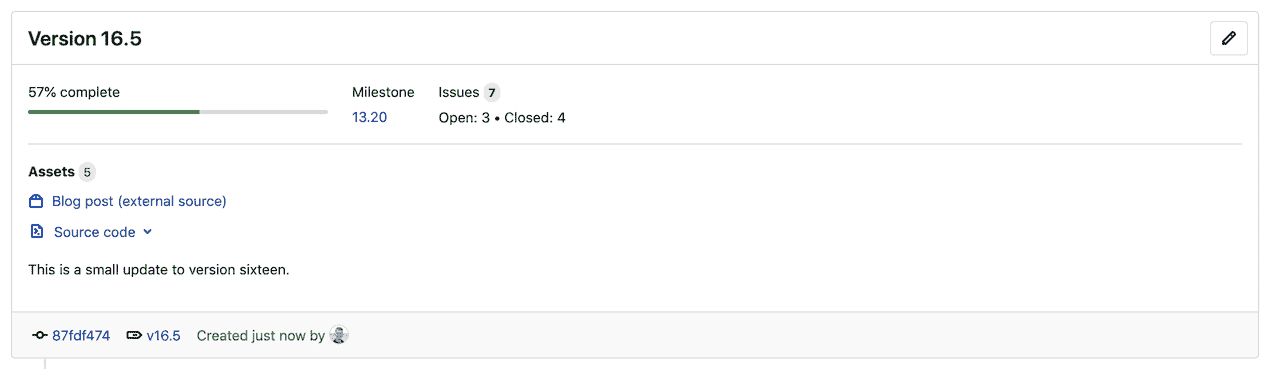 Version 16.5
57% complete
Milestone
13.20
Issues 7
Open: 3 • Closed: 4
Assets 5
Blog post (external source)
Source code
This is a small update to version sixteen.
87fdf474 v16.5 Created just now by